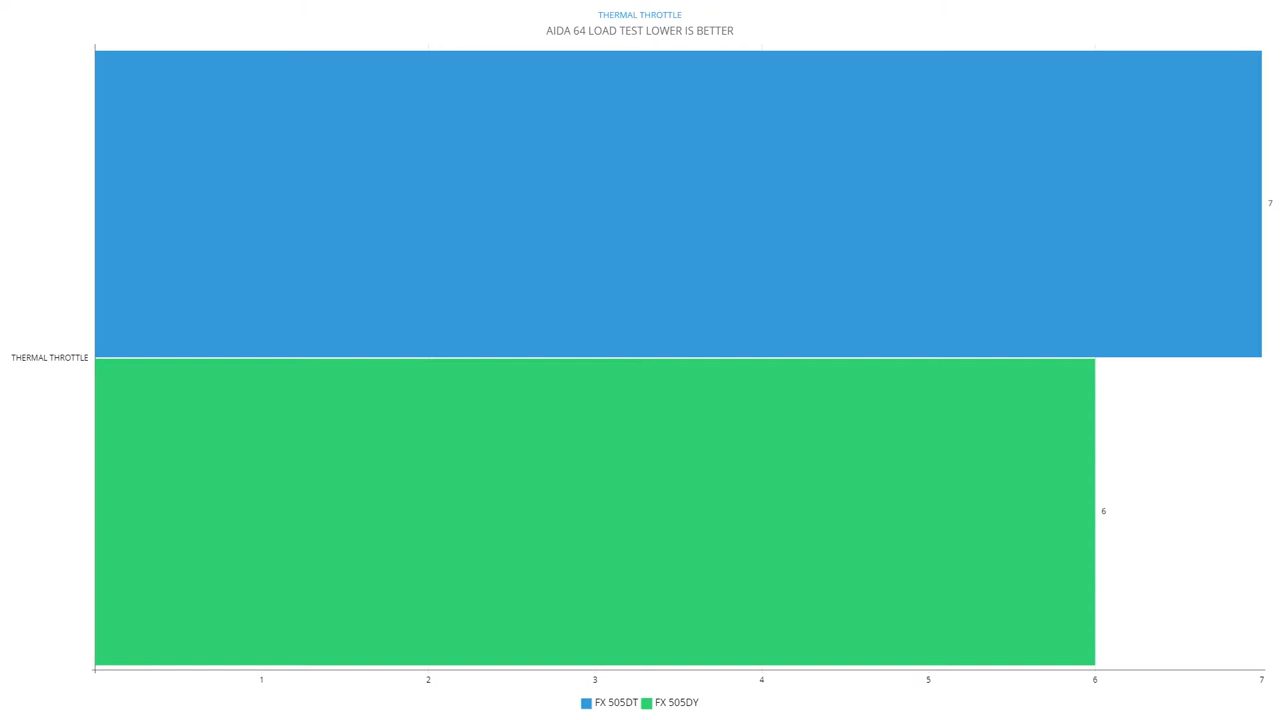 THERMAL THROTTLE
AIDA 64 LOAD TEST LOWER IS BETTER
7
THERMAL THROTTLE
6
1 2 3 4 5 6 7
FX 505DT FX 505DY